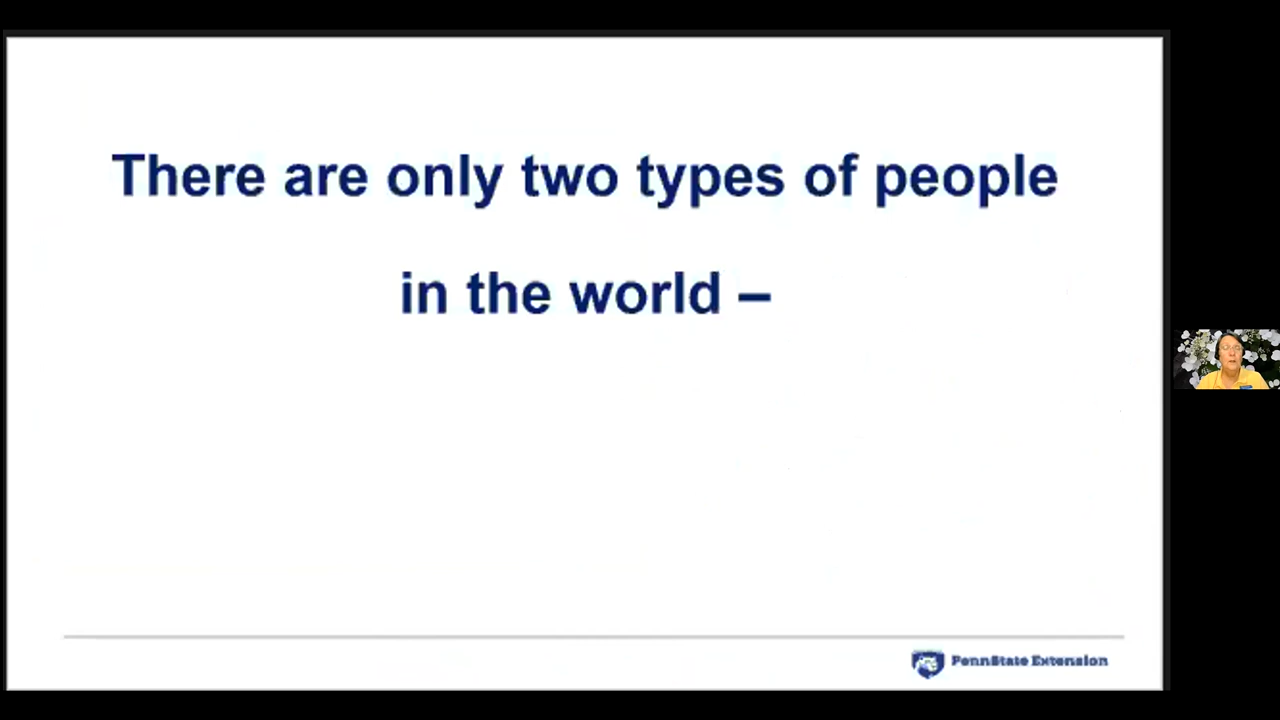 There are only two types of people
in the world –
PennState Extension